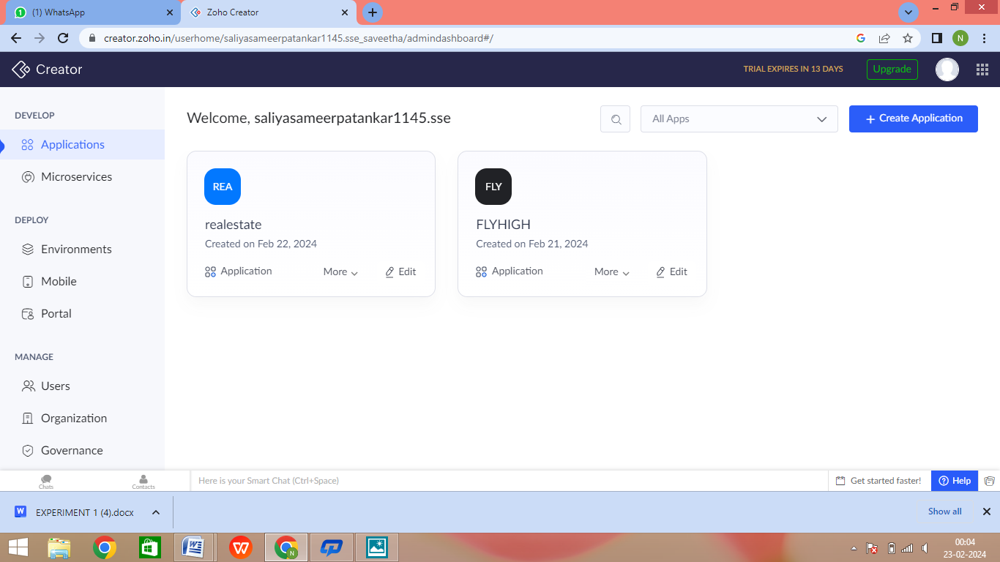 (1) WhatsApp
Zoho Creator
creator.zoho.in/userhome/saliyasameerpatankar1145.sse_saveetha/admindashboard#/
N
Creator
TRIAL EXPIRES IN 13 DAYS
Upgrade
DEVELOP
Applications
Microservices
DEPLOY
Environments
Mobile
Portal
MANAGE
Users
Organization
Governance
Welcome, saliyasameerpatankar1145.sse
All Apps
+ Create Application
REA
realestate
Created on Feb 22, 2024
Application More Edit
FLY
FLYHIGH
Created on Feb 21, 2024
Application More Edit
Chats
Contacts
Here is your Smart Chat (Ctrl+Space)
Get started faster!
Help
EXPERIMENT 1 (4).docx
Show all
00:04
23-02-2024